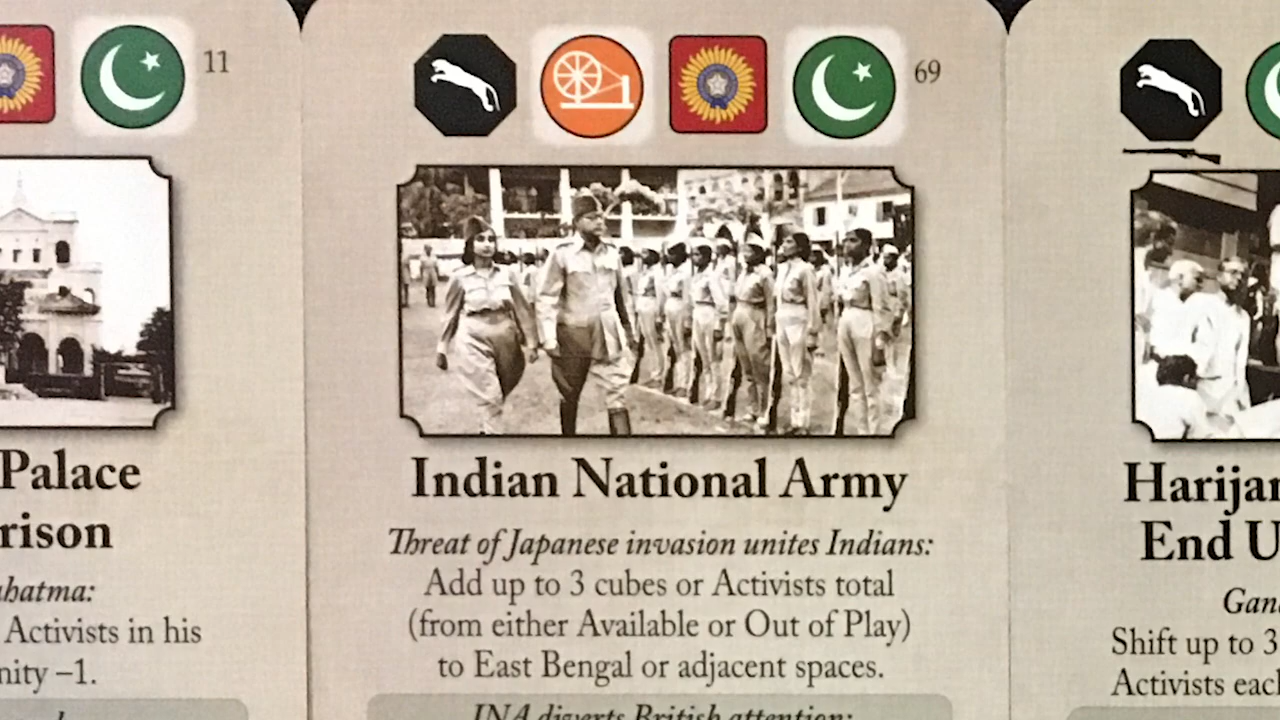 11
Palace
rison
hatma:
Activists in his
nity –1.
69
Indian National Army
Threat of Japanese invasion unites Indians:
Add up to 3 cubes or Activists total
(from either Available or Out of Play)
to East Bengal or adjacent spaces.
INA diverts British attention:
Harijan
End U
Gan
Shift up to 3
Activists eac